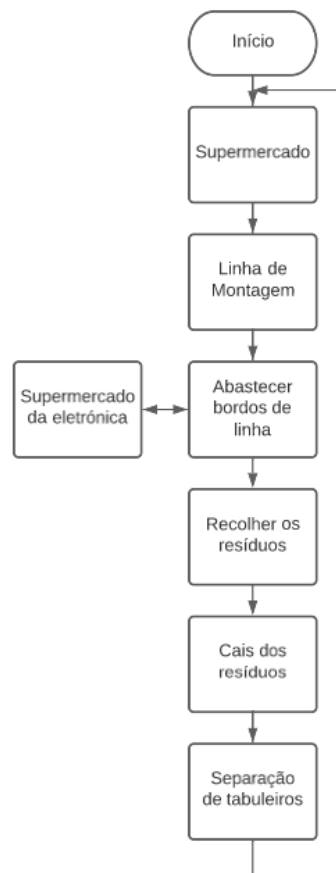 Início
Supermercado
Linha de
Montagem
Supermercado
da eletrónica
Abastecer
bordos de
linha
Recolher os
resíduos
Cais dos
resíduos
Separação
de tabuleiros